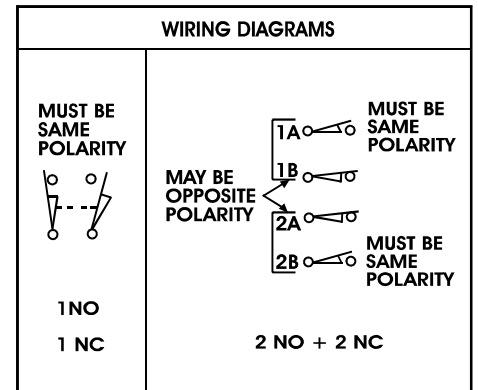 WIRING DIAGRAMS
MUST BE
SAME
POLARITY
1NO
1 NC
MAY BE
OPPOSITE
POLARITY
1A
1B
2A
2B
MUST BE
SAME
POLARITY
MUST BE
SAME
POLARITY
2 NO + 2 NC